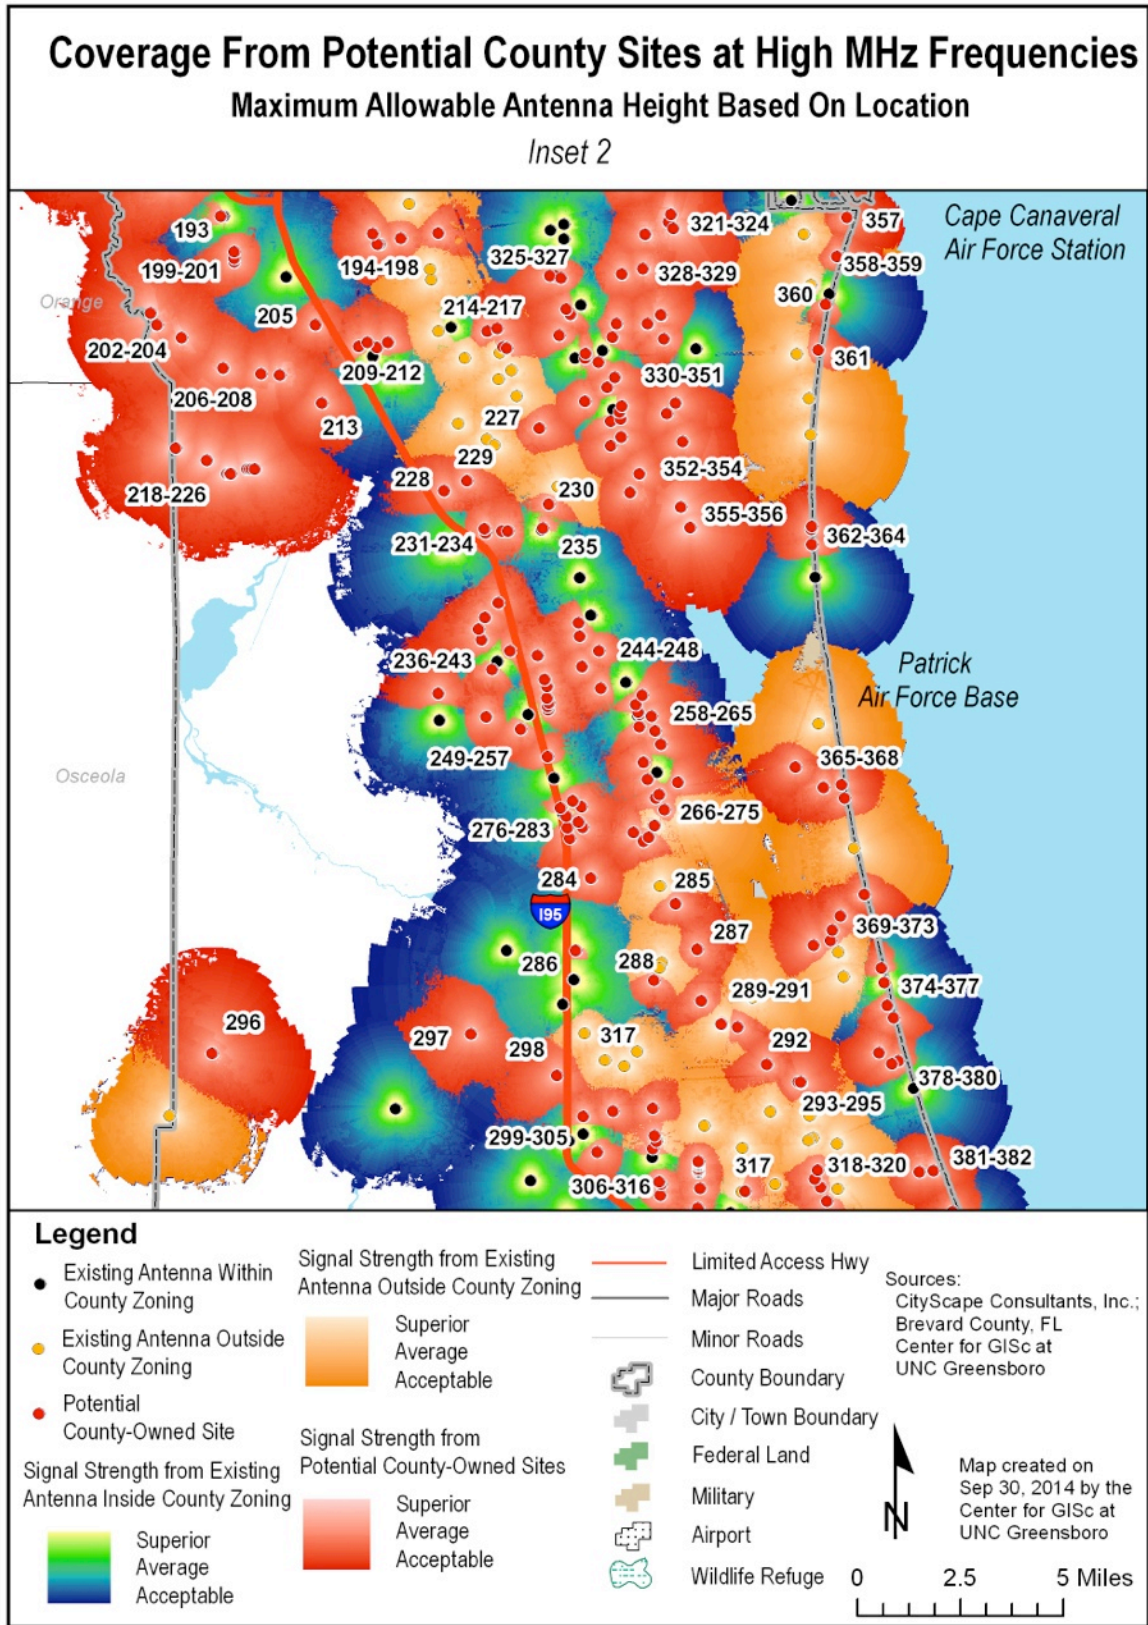 Coverage From Potential County Sites at High MHz Frequencies
Maximum Allowable Antenna Height Based On Location
Inset 2
Cape Canaveral
Air Force Station
193
199-201
194-198
325-327
321-324
357
328-329
358-359
Orange
205
214-217
360
202-204
209-212
330-351
361
206-208
213
227
229
228
352-354
218-226
230
355-356
231-234
235
362-364
236-243
244-248
Patrick
Air Force Base
258-265
249-257
365-368
Osceola
266-275
276-283
284
285
I95
287
369-373
286
288
374-377
289-291
296
297
298
317
292
378-380
293-295
299-305
306-316
317
318-320
381-382
Legend
Existing Antenna Within
County Zoning
Existing Antenna Outside
County Zoning
Potential
County-Owned Site
Signal Strength from Existing
Antenna Inside County Zoning
Superior
Average
Acceptable
Signal Strength from Existing
Antenna Outside County Zoning
Superior
Average
Acceptable
Signal Strength from
Potential County-Owned Sites
Superior
Average
Acceptable
Limited Access Hwy
Major Roads
Minor Roads
County Boundary
City / Town Boundary
Federal Land
Military
Airport
Wildlife Refuge
Sources:
CityScape Consultants, Inc.;
Brevard County, FL
Center for GISc at
UNC Greensboro
N
Map created on
Sep 30, 2014 by the
Center for GISc at
UNC Greensboro
0 2.5 5 Miles